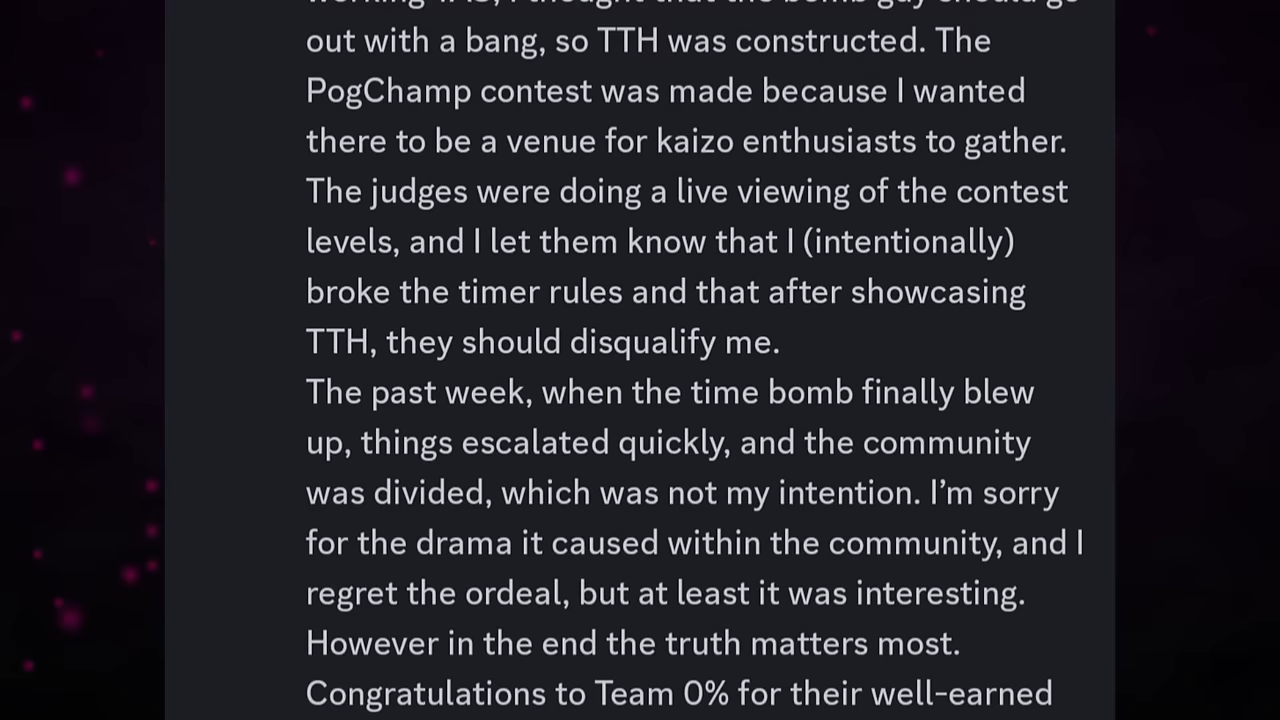 out with a bang, so TTH was constructed. The
PogChamp contest was made because I wanted
there to be a venue for kaizo enthusiasts to gather.
The judges were doing a live viewing of the contest
levels, and I let them know that I (intentionally)
broke the timer rules and that after showcasing
TTH, they should disqualify me.
The past week, when the time bomb finally blew
up, things escalated quickly, and the community
was divided, which was not my intention. I’m sorry
for the drama it caused within the community, and I
regret the ordeal, but at least it was interesting.
However in the end the truth matters most.
Congratulations to Team 0% for their well-earned